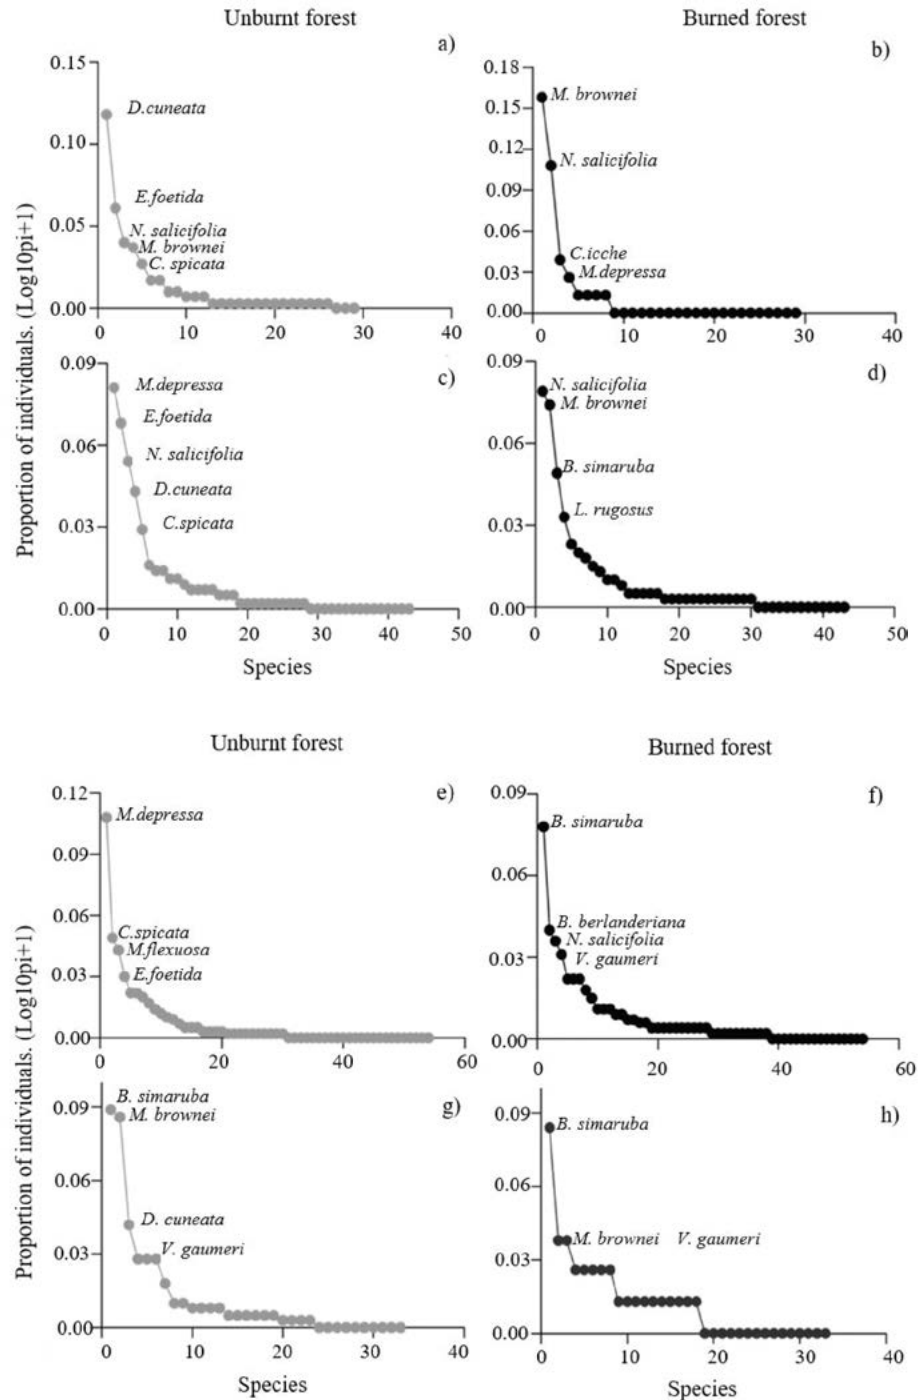 Unburnt forest
Burned forest
a)
0.15
0.10
0.05
0.00
0 10 20 30 40
D.cuneata
E.foetida
N. salicifolia
M. brownei
C. spicata
b)
0.18
0.15
0.12
0.09
0.06
0.03
0.00
0 10 20 30 40
M. brownei
N. salicifolia
C.icche
M.depressa
Proportion of individuals. (Log10pi+1)
c)
0.09
0.06
0.03
0.00
0 10 20 30 40 50
M.depressa
E.foetida
N. salicifolia
D.cuneata
C.spicata
Species
d)
0.09
0.06
0.03
0.00
0 10 20 30 40 50
N. salicifolia
M. brownei
B. simaruba
L. rugosus
Species
Unburnt forest
Burned forest
e)
0.12
0.09
0.06
0.03
0.00
0 20 40 60
M.depressa
C.spicata
M.flexuosa
E.foetida
f)
0.09
0.06
0.03
0.00
0 20 40 60
B. simaruba
B. berlanderiana
N. salicifolia
V. gaumeri
Proportion of individuals. (Log10pi+1)
g)
0.09
0.06
0.03
0.00
0 10 20 30 40
B. simaruba
M. brownei
D. cuneata
V. gaumeri
Species
h)
0.09
0.06
0.03
0.00
0 10 20 30 40
B. simaruba
M. brownei V. gaumeri
Species